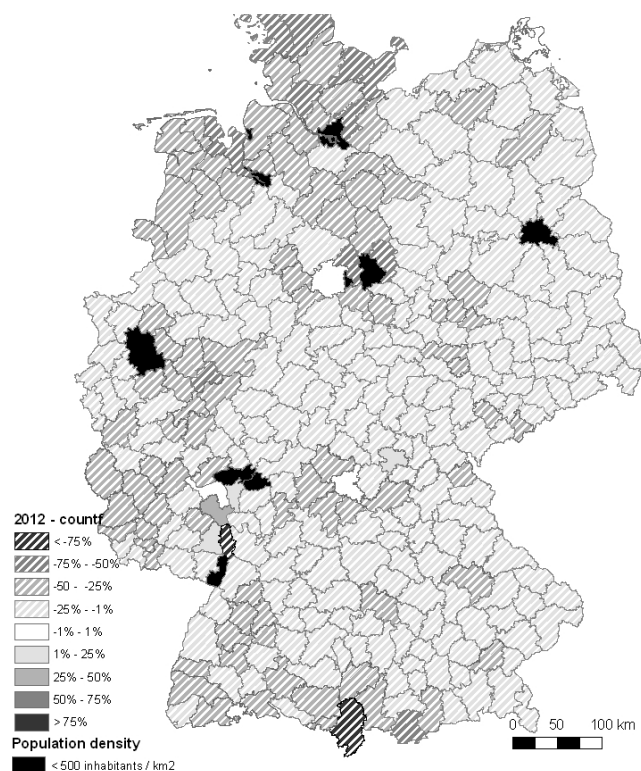 2012 - countf
<-75%
-75% - -50%
-50 - -25%
-25% - -1%
-1% - 1%
1% - 25%
25% - 50%
50% - 75%
>75%
Population density
< 500 inhabitants / km2
0 50 100 km